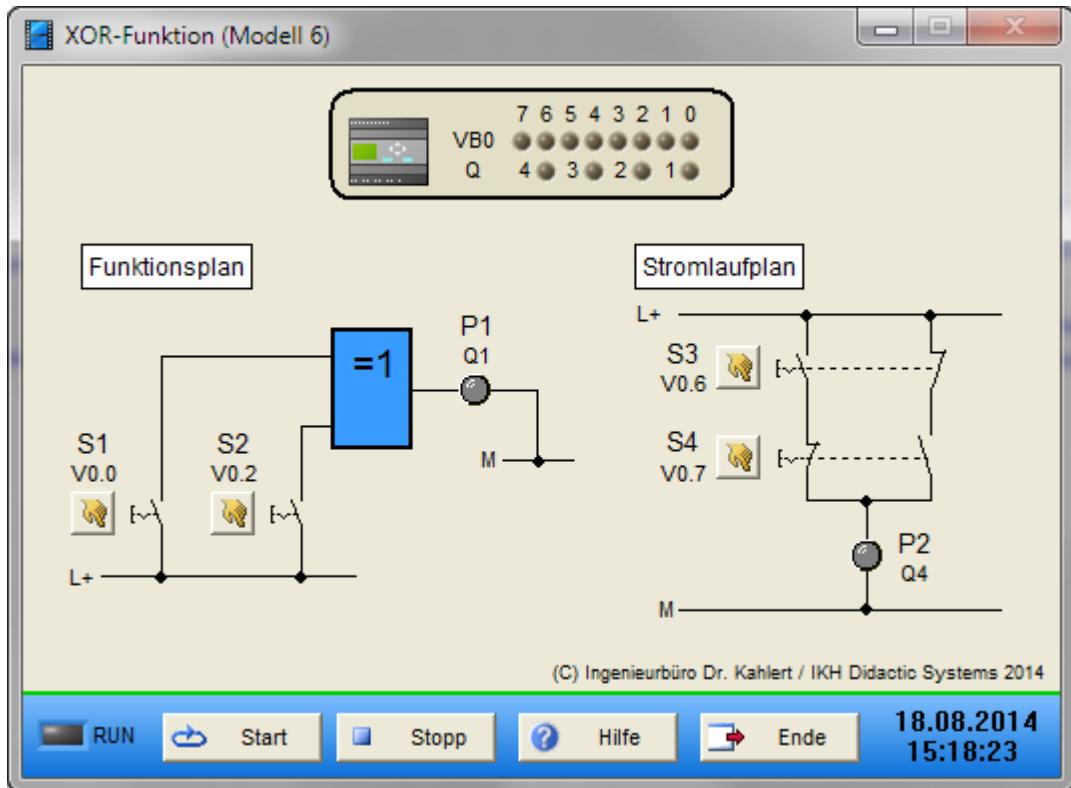 XOR-Funktion (Modell 6)
7 6 5 4 3 2 1 0
VB0
Q 4 3 2 1
Funktionsplan
Stromlaufplan
=1
P1
Q1
M
S1
V0.0
S2
V0.2
L+
L+
S3
V0.6
S4
V0.7
P2
Q4
M
(C) Ingenieurbüro Dr. Kahlert / IKH Didactic Systems 2014
RUN Start Stopp Hilfe Ende
18.08.2014
15:18:23